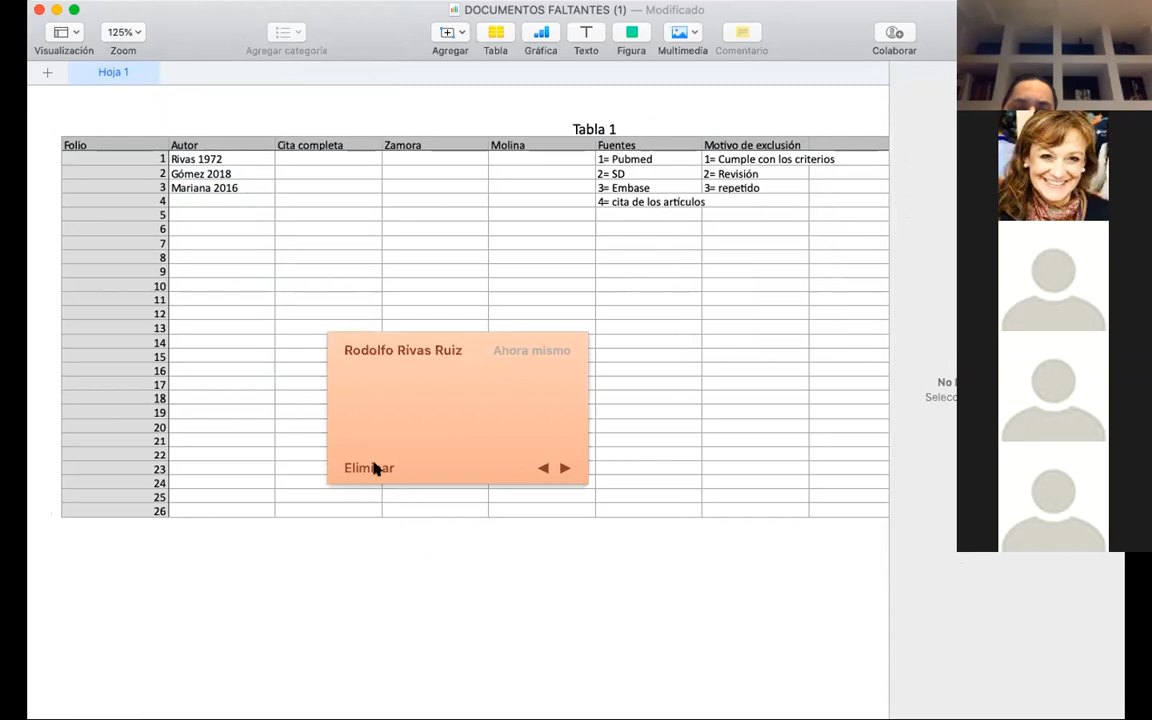 DOCUMENTOS FALTANTES (1) — Modificado
125%
Visualización Zoom Agregar categoría Agregar Tabla Gráfica Texto Figura Multimedia Comentario Colaborar
+ Hoja 1
Tabla 1
Folio Autor Cita completa Zamora Molina Fuentes Motivo de exclusión
1 Rivas 1972 1= Pubmed 1= Cumple con los criterios
2 Gómez 2018 2= SD 2= Revisión
3 Mariana 2016 3= Embase 3= repetido
4 4= cita de los artículos
5
6
7
8
9
10
11
12
13
14
15
16
17
18
19
20
21
22
23
24
25
26
Rodolfo Rivas Ruiz Ahora mismo
Eliminar
No
Selecc